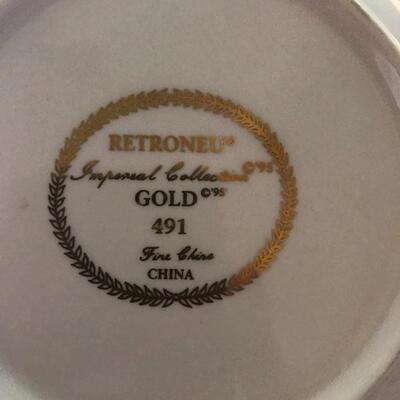 RETRONEU®
Imperial Collection ©'95
GOLD ©'95
491
Fine China
CHINA